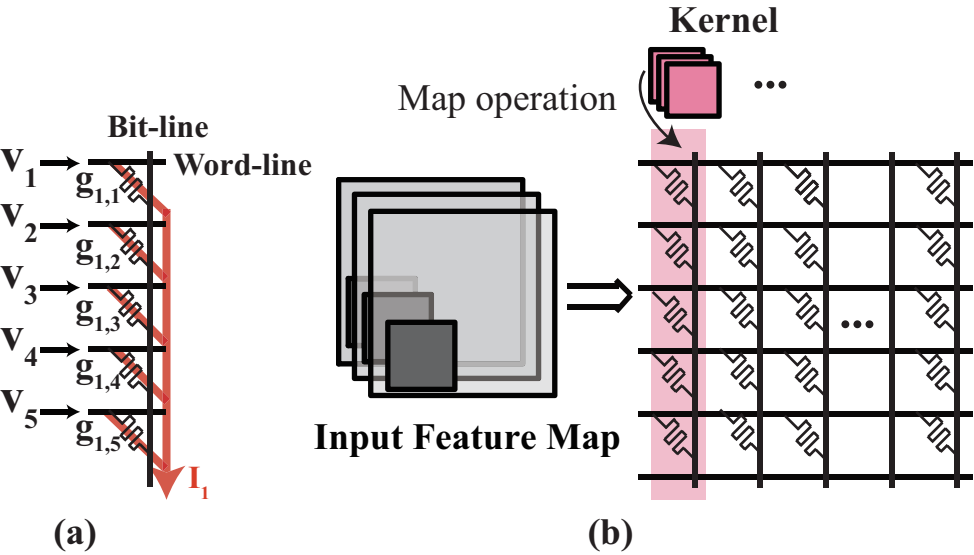 Kernel
...
Map operation
Bit-line
Word-line
V1
g1,1
V2
g1,2
V3
g1,3
V4
g1,4
V5
g1,5
I1
...
Input Feature Map
(a)
(b)